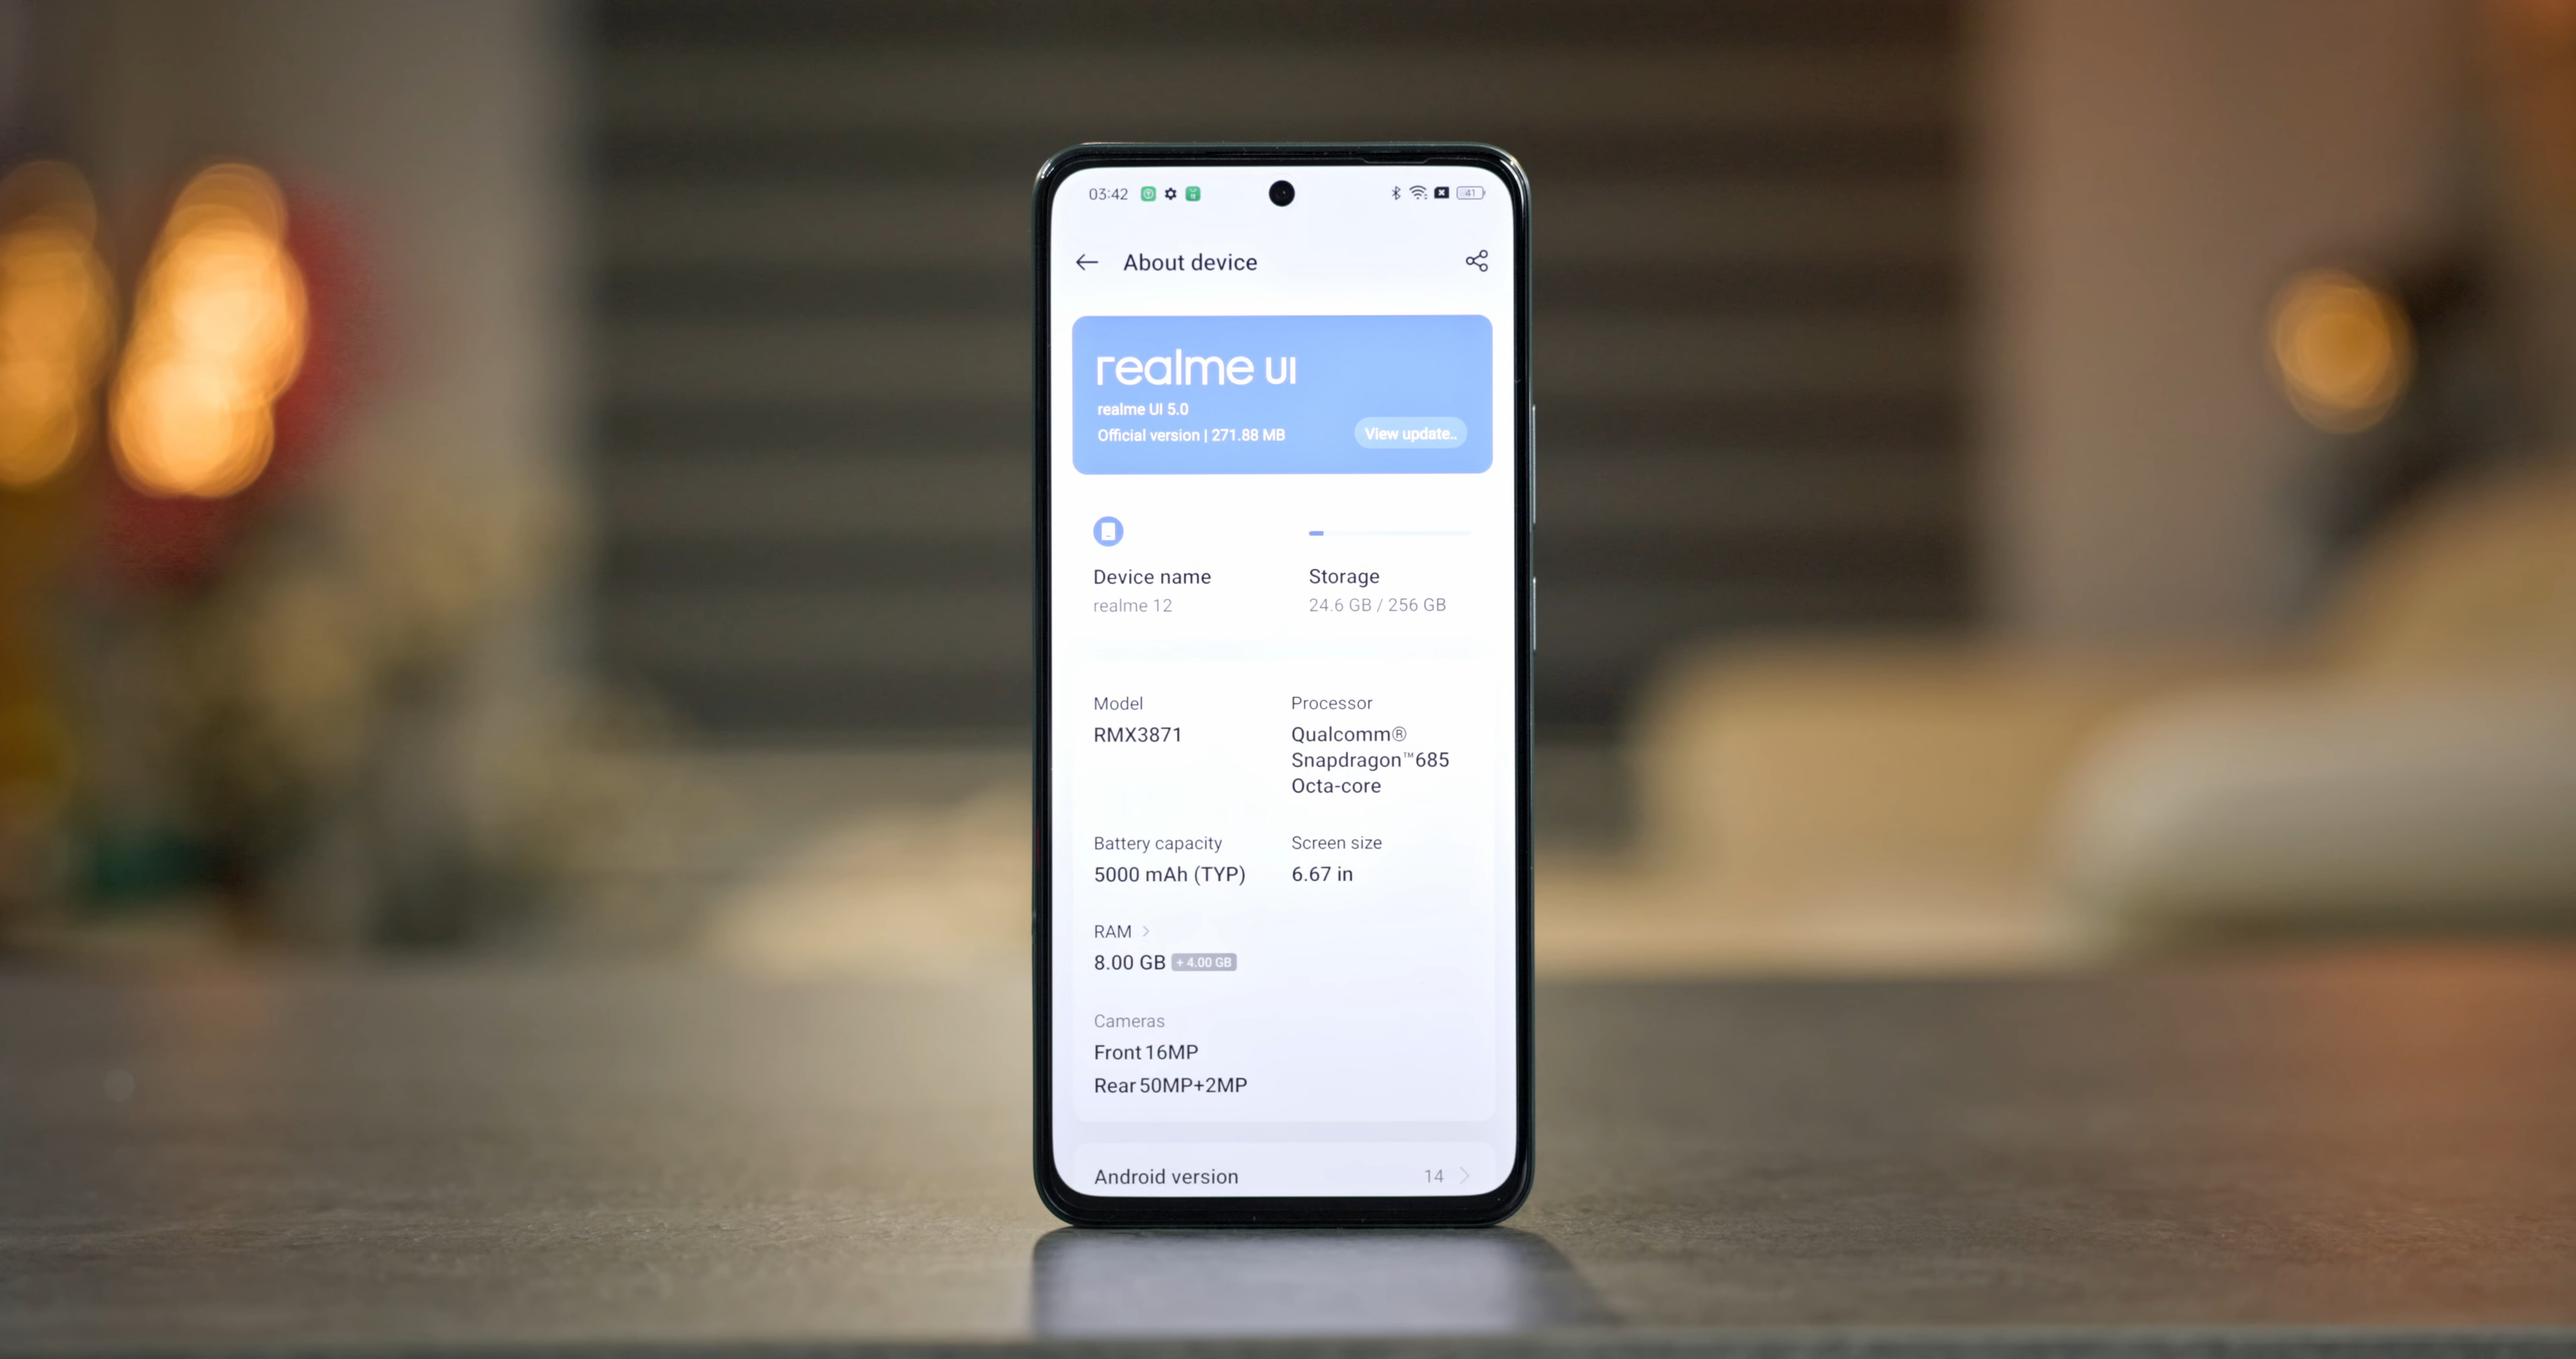 03:42
41
About device
realme UI
realme UI 5.0
Official version | 271.88 MB
View update..
Device name
realme 12
Storage
24.6 GB / 256 GB
Model
RMX3871
Processor
Qualcomm®
Snapdragon™685
Octa-core
Battery capacity
5000 mAh (TYP)
Screen size
6.67 in
RAM
8.00 GB + 4.00 GB
Cameras
Front 16MP
Rear 50MP+2MP
Android version 14